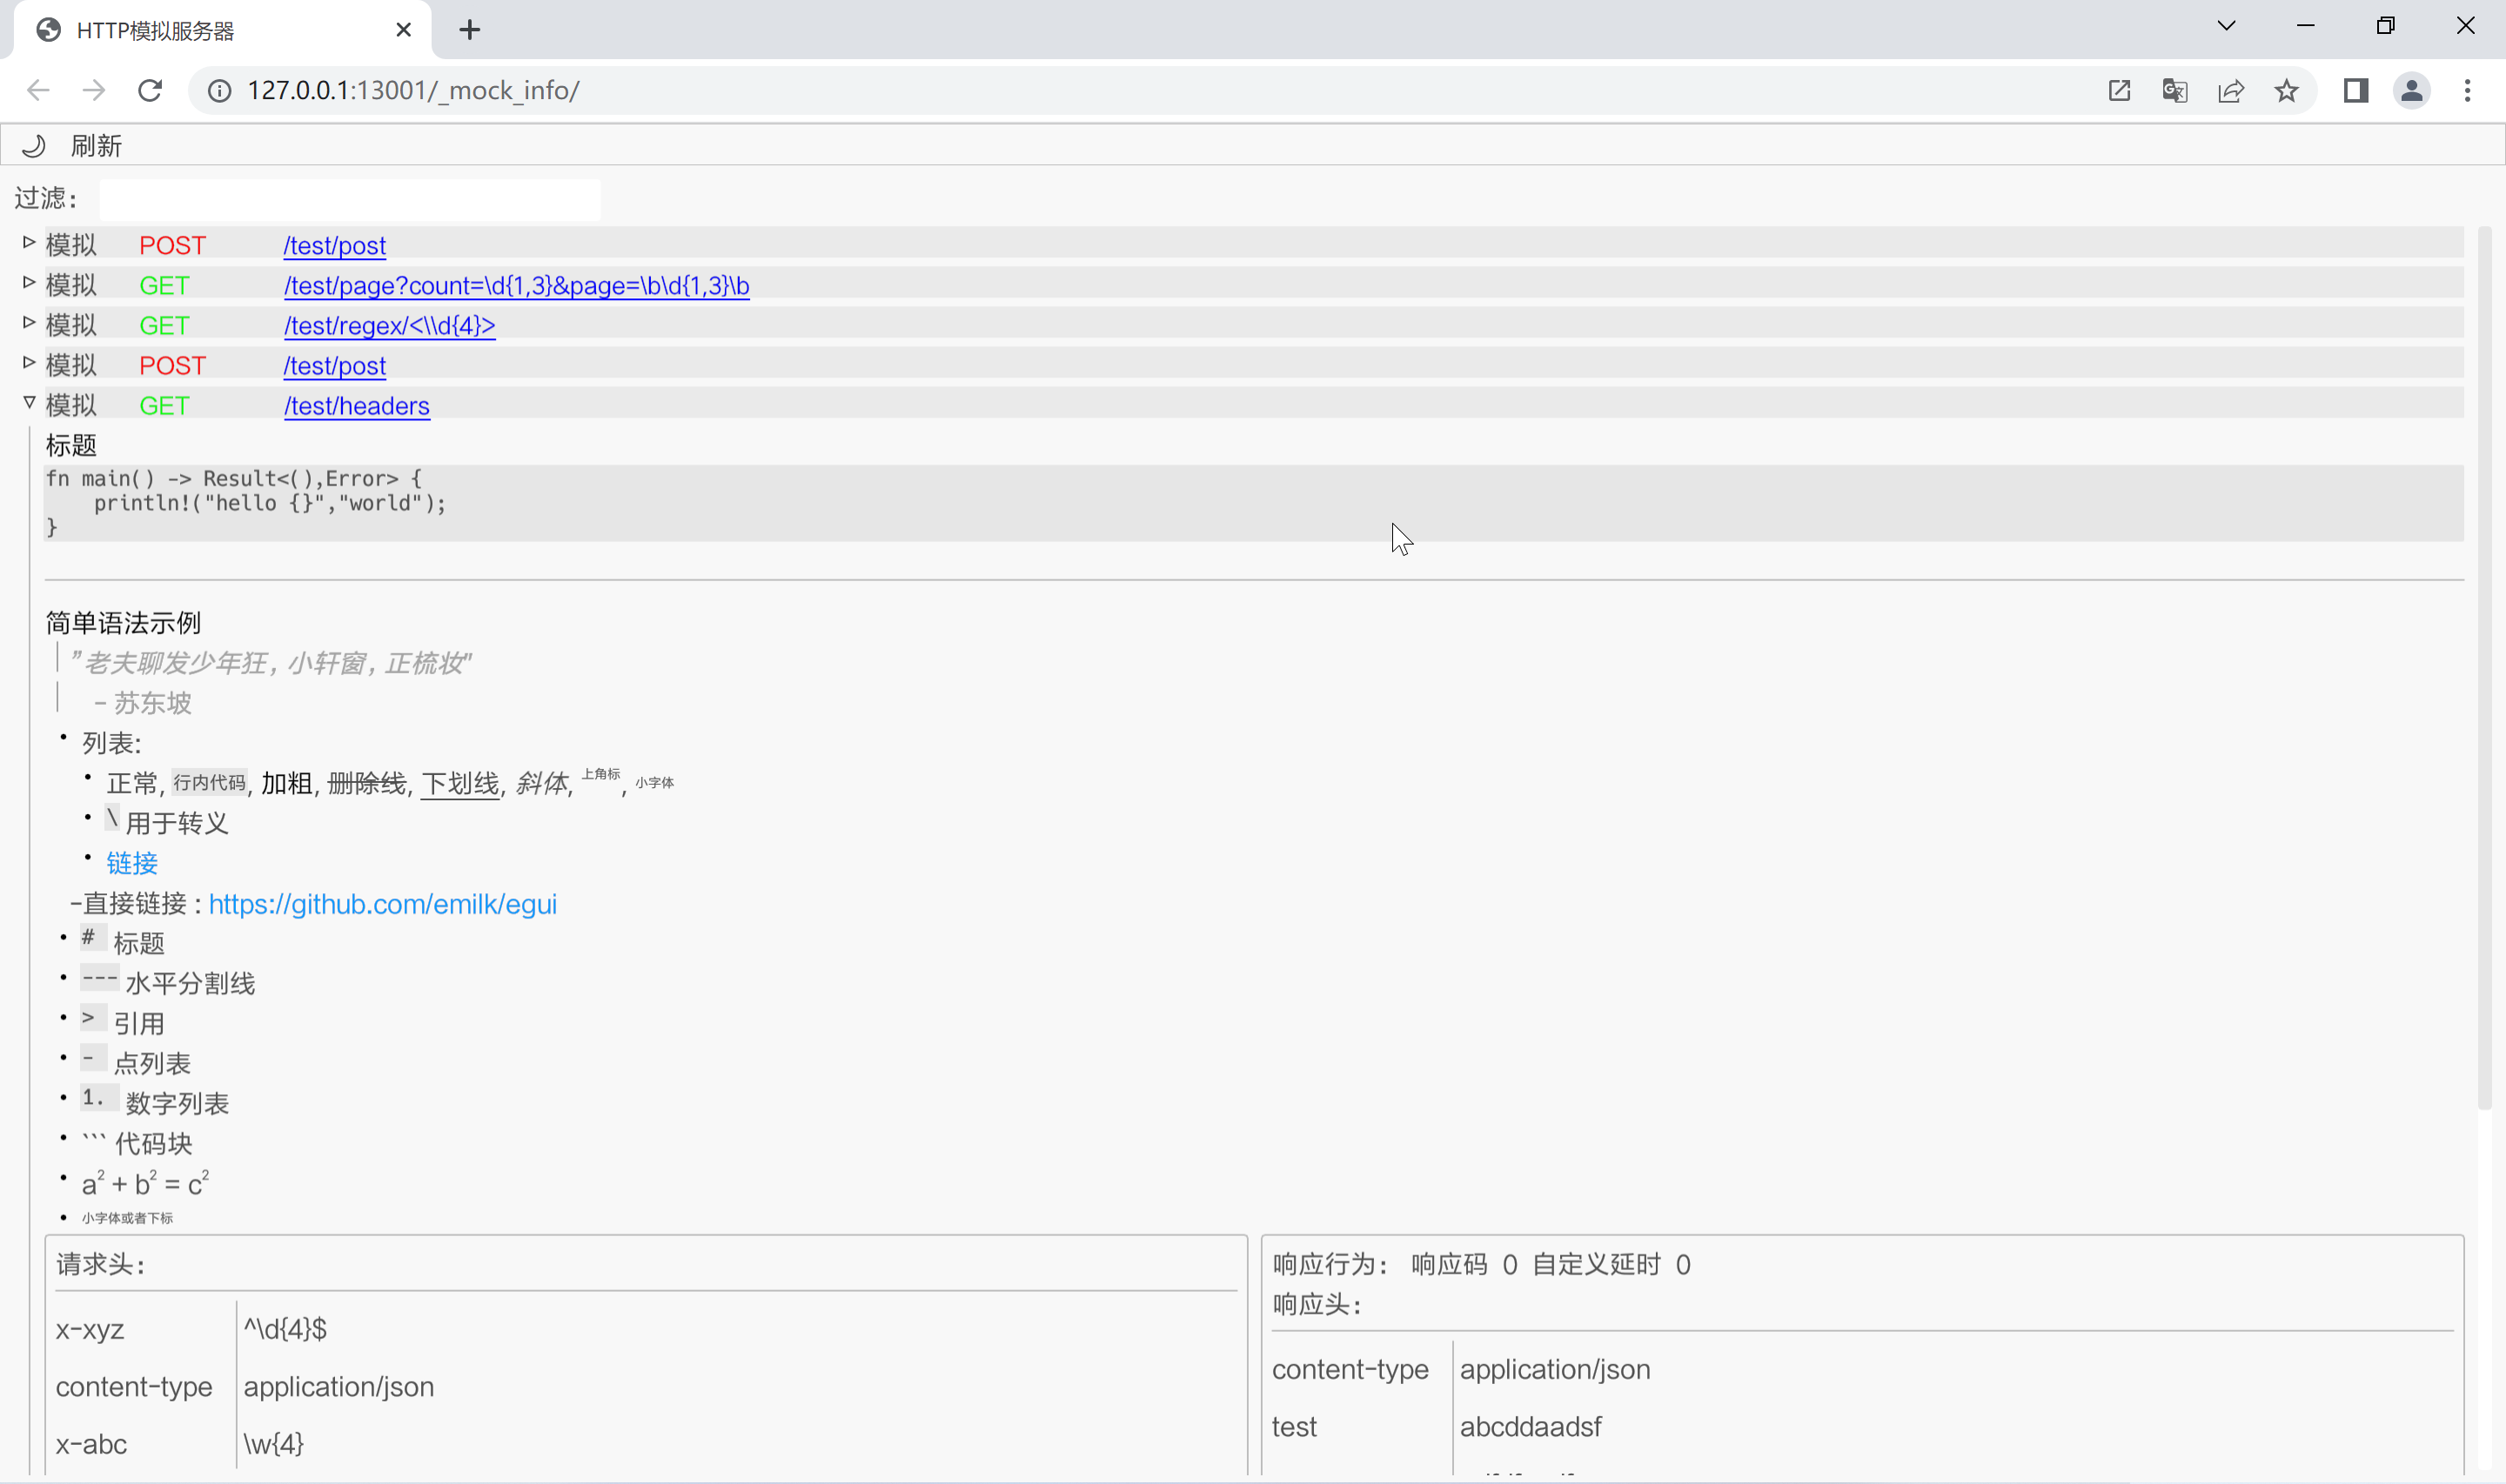 HTTP模拟服务器
127.0.0.1:13001/_mock_info/
刷新
过滤：
模拟 POST /test/post
模拟 GET /test/page?count=\d{1,3}&page=\b\d{1,3}\b
模拟 GET /test/regex/<\\d{4}>
模拟 POST /test/post
模拟 GET /test/headers
标题
fn main() -> Result<(),Error> {
    println!("hello {}","world");
}
简单语法示例
"老夫聊发少年狂，小轩窗，正梳妆"
- 苏东坡
• 列表:
• 正常, 行内代码, 加粗, 删除线, 下划线, 斜体, 上角标, 小字体
• \ 用于转义
• 链接
-直接链接 : https://github.com/emilk/egui
• # 标题
• --- 水平分割线
• > 引用
• - 点列表
• 1. 数字列表
• ``` 代码块
• a² + b² = c²
• 小字体或者下标
请求头：
x-xyz ^\d{4}$
content-type application/json
x-abc \w{4}
响应行为： 响应码 0 自定义延时 0
响应头：
content-type application/json
test abcddaadsf